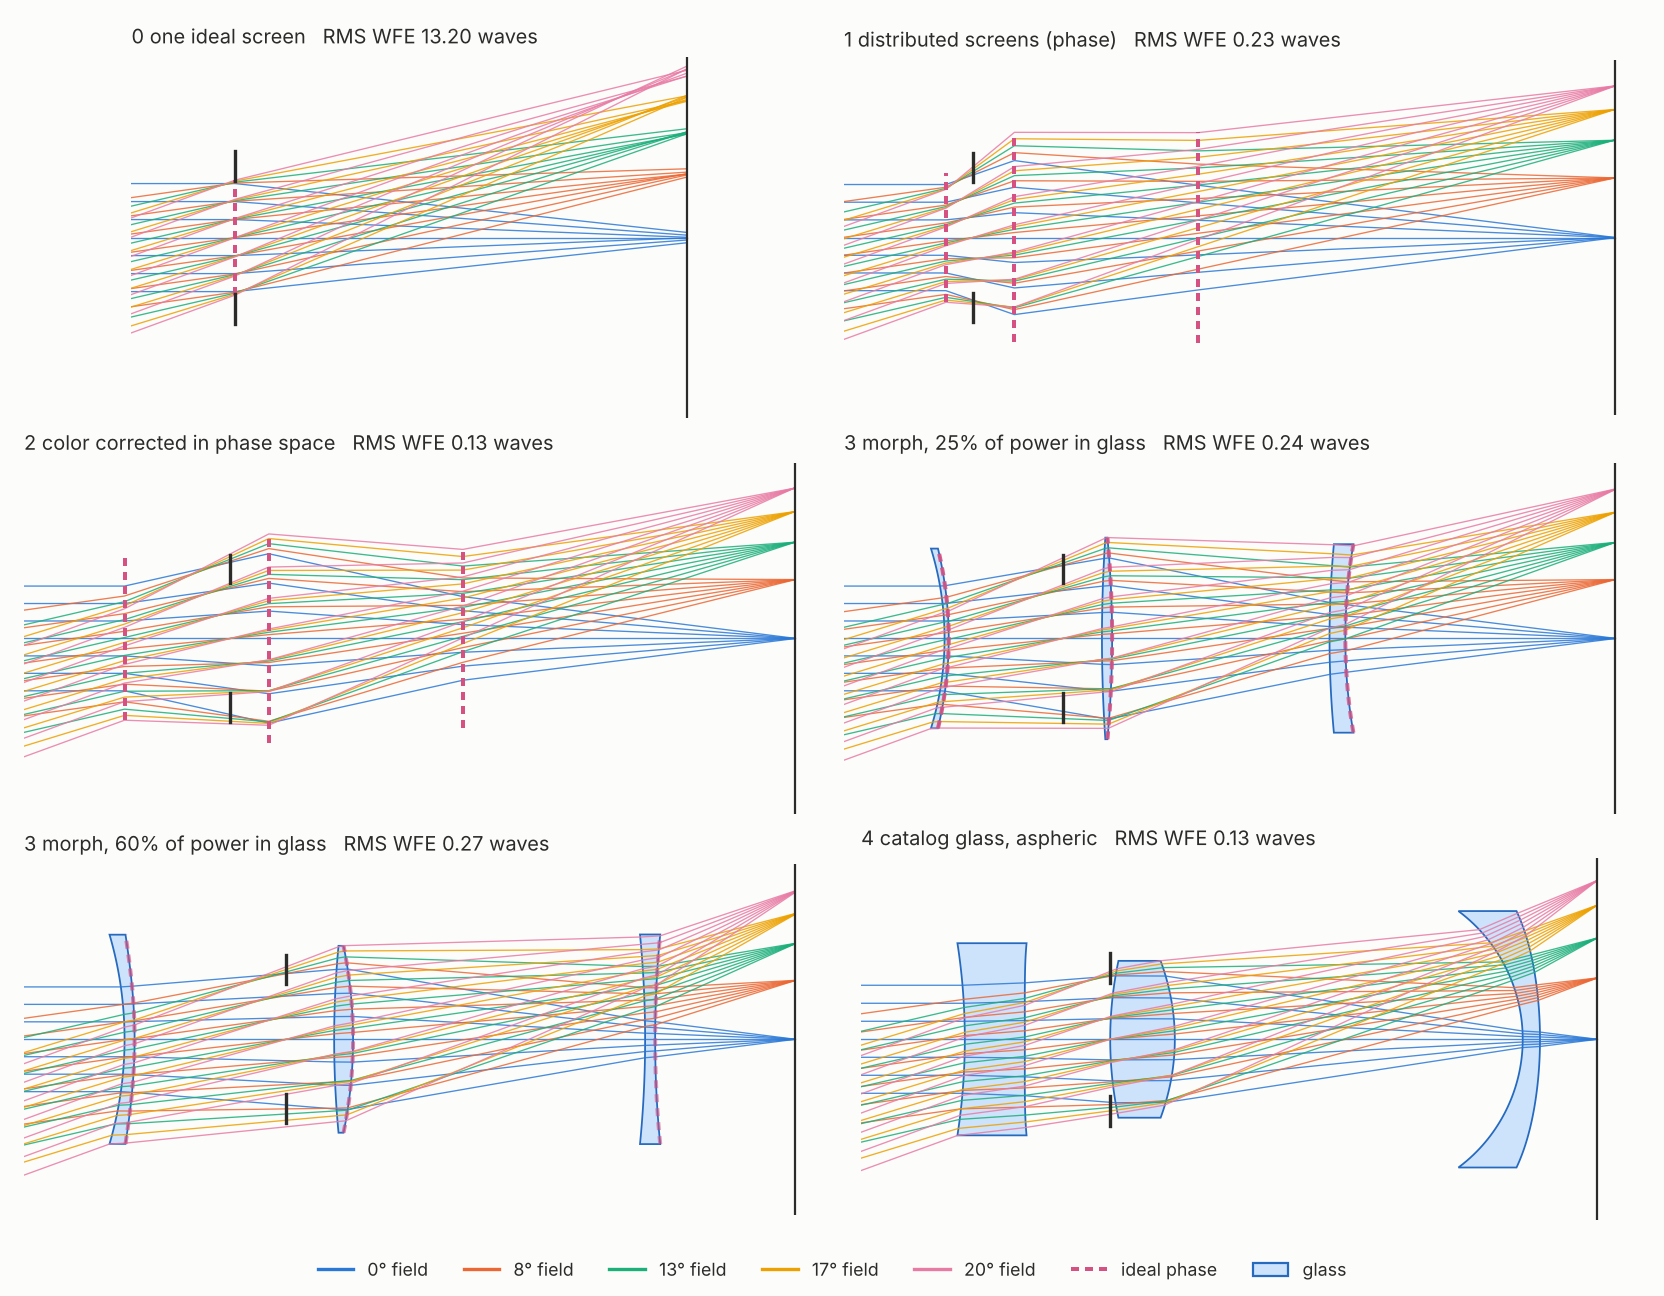 0 one ideal screen RMS WFE 13.20 waves
1 distributed screens (phase) RMS WFE 0.23 waves
2 color corrected in phase space RMS WFE 0.13 waves
3 morph, 25% of power in glass RMS WFE 0.24 waves
3 morph, 60% of power in glass RMS WFE 0.27 waves
4 catalog glass, aspheric RMS WFE 0.13 waves
0° field 8° field 13° field 17° field 20° field ideal phase glass